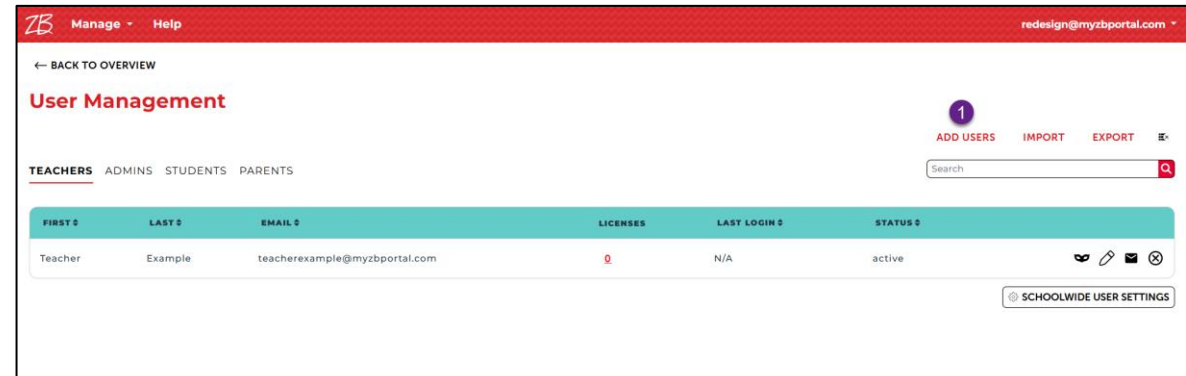 ZB Manage Help redesign@myzbportal.com
← BACK TO OVERVIEW
User Management
1
ADD USERS IMPORT EXPORT
TEACHERS ADMINS STUDENTS PARENTS Search
FIRST LAST EMAIL LICENSES LAST LOGIN STATUS
Teacher Example teacherexample@myzbportal.com 0 N/A active
SCHOOLWIDE USER SETTINGS